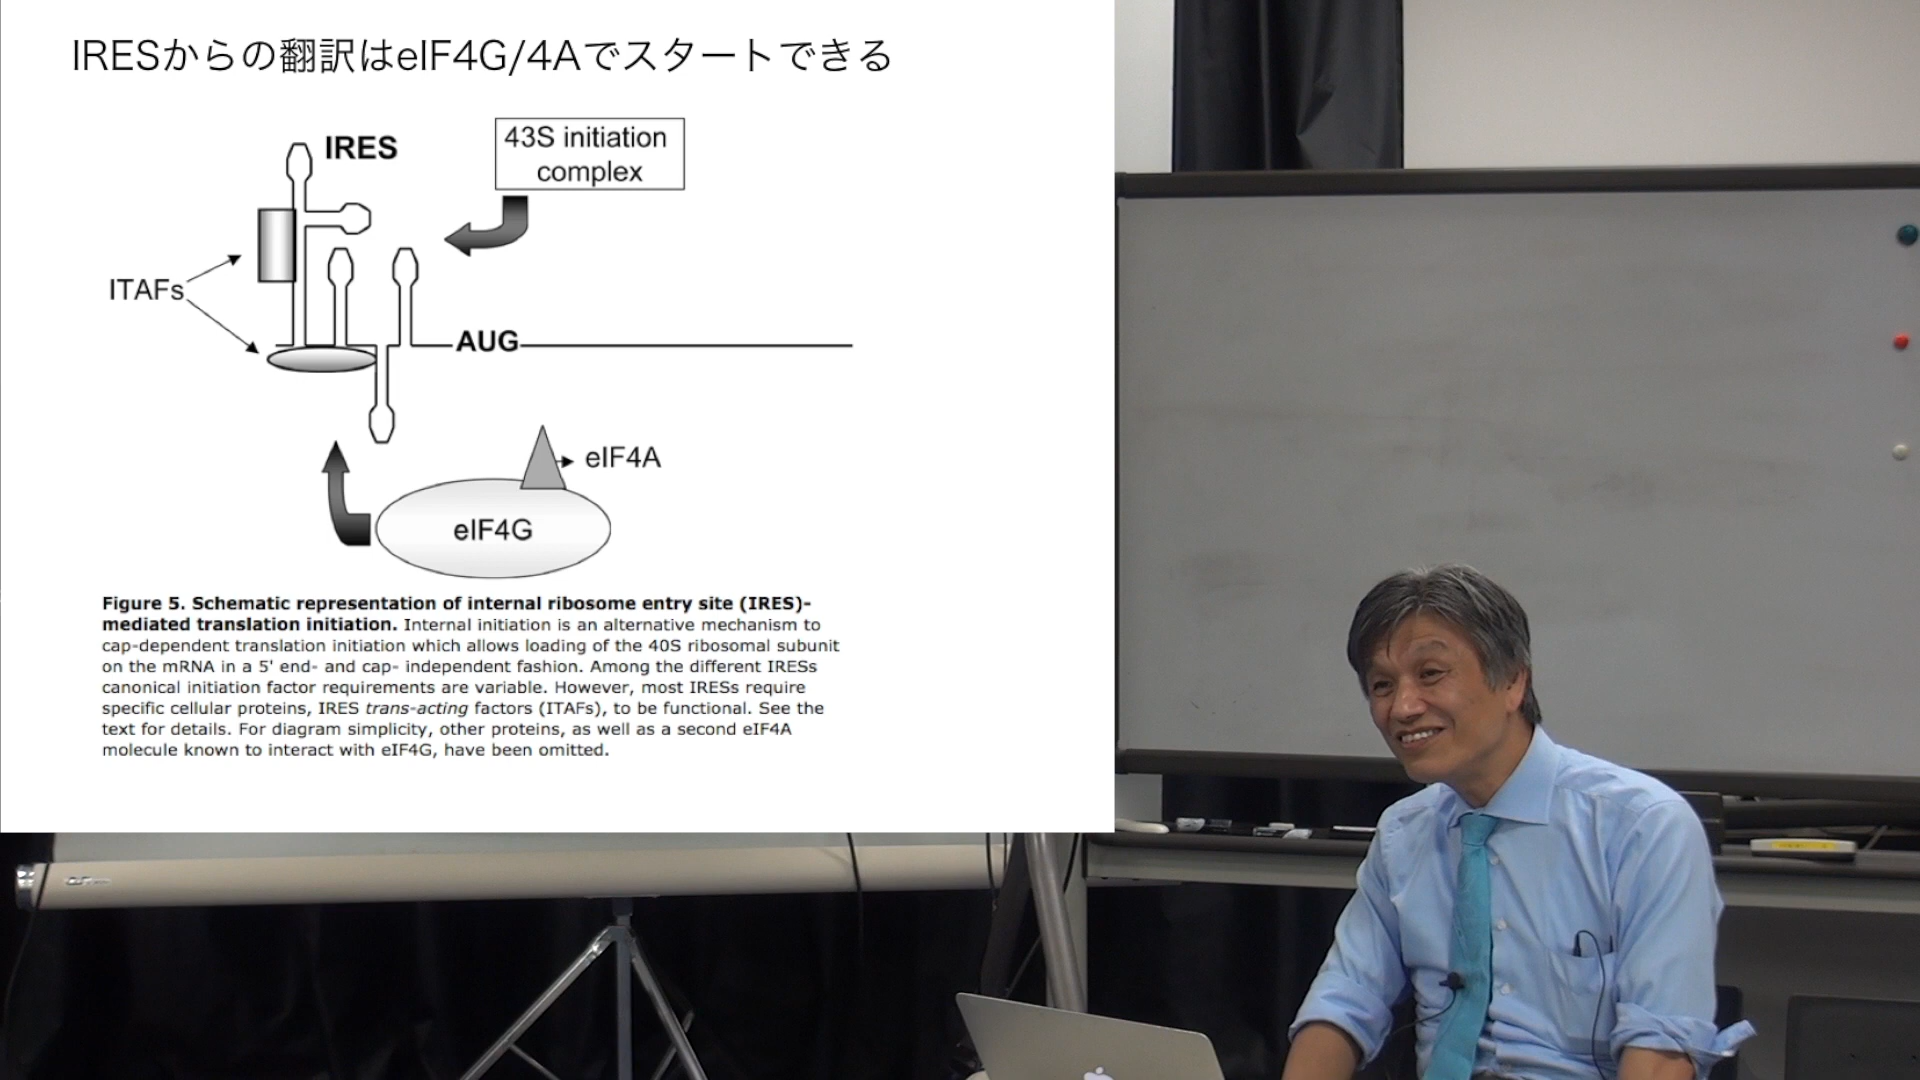 IRESからの翻訳はeIF4G/4Aでスタートできる
IRES
43S initiation
complex
ITAFs
AUG
eIF4A
eIF4G
Figure 5. Schematic representation of internal ribosome entry site (IRES)-
mediated translation initiation. Internal initiation is an alternative mechanism to
cap-dependent translation initiation which allows loading of the 40S ribosomal subunit
on the mRNA in a 5' end- and cap- independent fashion. Among the different IRESs
canonical initiation factor requirements are variable. However, most IRESs require
specific cellular proteins, IRES trans-acting factors (ITAFs), to be functional. See the
text for details. For diagram simplicity, other proteins, as well as a second eIF4A
molecule known to interact with eIF4G, have been omitted.